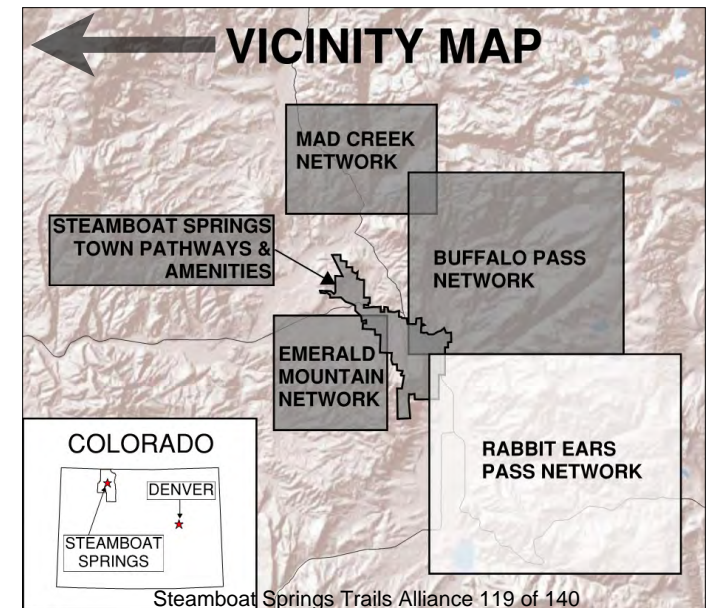 VICINITY MAP
MAD CREEK
NETWORK
STEAMBOAT SPRINGS
TOWN PATHWAYS &
AMENITIES
BUFFALO PASS
NETWORK
EMERALD
MOUNTAIN
NETWORK
RABBIT EARS
PASS NETWORK
COLORADO
DENVER
STEAMBOAT
SPRINGS
Steamboat Springs Trails Alliance 119 of 140